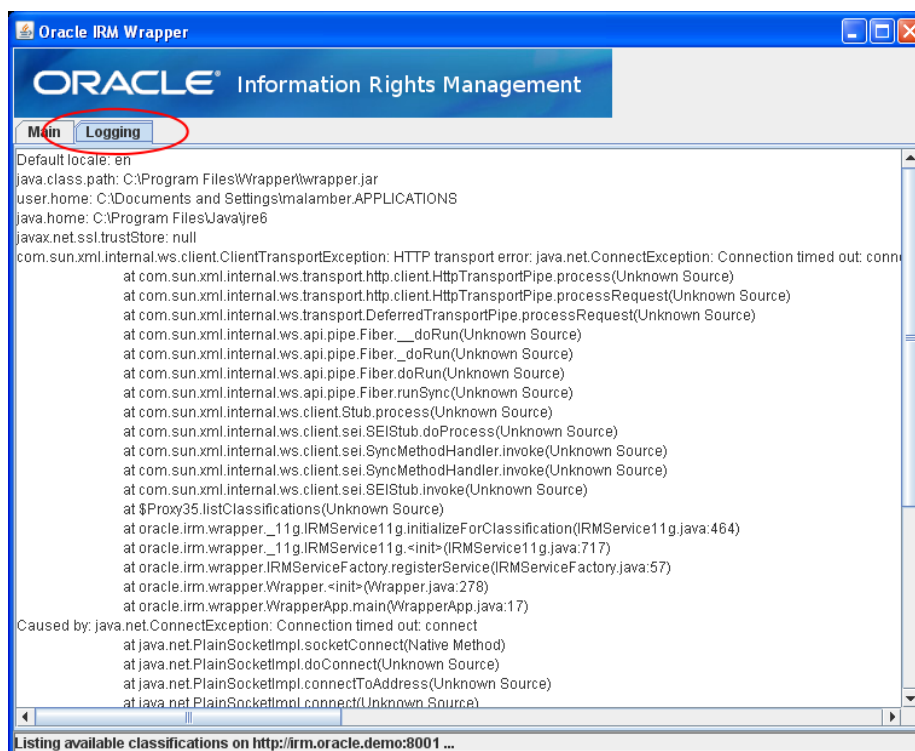 Oracle IRM Wrapper
ORACLE® Information Rights Management
Main Logging
Default locale: en
java.class.path: C:\Program Files\Wrapper\\wrapper.jar
user.home: C:\Documents and Settings\malamber.APPLICATIONS
java.home: C:\Program Files\Java\jre6
javax.net.ssl.trustStore: null
com.sun.xml.internal.ws.client.ClientTransportException: HTTP transport error: java.net.ConnectException: Connection timed out: conne
at com.sun.xml.internal.ws.transport.http.client.HttpTransportPipe.process(Unknown Source)
at com.sun.xml.internal.ws.transport.http.client.HttpTransportPipe.processRequest(Unknown Source)
at com.sun.xml.internal.ws.transport.DeferredTransportPipe.processRequest(Unknown Source)
at com.sun.xml.internal.ws.api.pipe.Fiber.__doRun(Unknown Source)
at com.sun.xml.internal.ws.api.pipe.Fiber._doRun(Unknown Source)
at com.sun.xml.internal.ws.api.pipe.Fiber.doRun(Unknown Source)
at com.sun.xml.internal.ws.api.pipe.Fiber.runSync(Unknown Source)
at com.sun.xml.internal.ws.client.Stub.process(Unknown Source)
at com.sun.xml.internal.ws.client.sei.SEIStub.doProcess(Unknown Source)
at com.sun.xml.internal.ws.client.sei.SyncMethodHandler.invoke(Unknown Source)
at com.sun.xml.internal.ws.client.sei.SyncMethodHandler.invoke(Unknown Source)
at com.sun.xml.internal.ws.client.sei.SEIStub.invoke(Unknown Source)
at $Proxy35.listClassifications(Unknown Source)
at oracle.irm.wrapper._11g.IRMService11g.initializeForClassification(IRMService11g.java:464)
at oracle.irm.wrapper._11g.IRMService11g.<init>(IRMService11g.java:717)
at oracle.irm.wrapper.IRMServiceFactory.registerService(IRMServiceFactory.java:57)
at oracle.irm.wrapper.Wrapper.<init>(Wrapper.java:278)
at oracle.irm.wrapper.WrapperApp.main(WrapperApp.java:17)
Caused by: java.net.ConnectException: Connection timed out: connect
at java.net.PlainSocketImpl.socketConnect(Native Method)
at java.net.PlainSocketImpl.doConnect(Unknown Source)
at java.net.PlainSocketImpl.connectToAddress(Unknown Source)
at java.net.PlainSocketImpl.connect(Unknown Source)
Listing available classifications on http://irm.oracle.demo:8001 ...